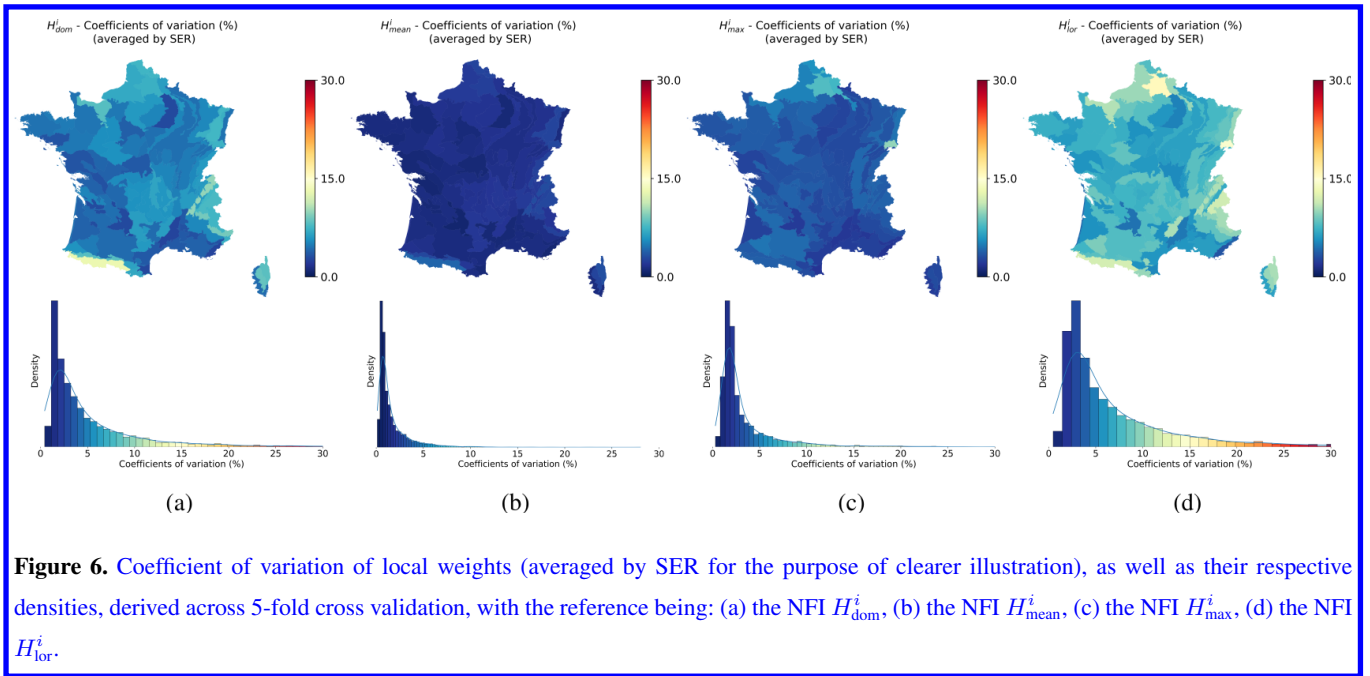 H^i_dom - Coefficients of variation (%)
(averaged by SER)
30.0
15.0
0.0
Density
0 5 10 15 20 25 30
Coefficients of variation (%)
(a)
H^i_mean - Coefficients of variation (%)
(averaged by SER)
30.0
15.0
0.0
Density
0 5 10 15 20 25 30
Coefficients of variation (%)
(b)
H^i_max - Coefficients of variation (%)
(averaged by SER)
30.0
15.0
0.0
Density
0 5 10 15 20 25 30
Coefficients of variation (%)
(c)
H^i_lor - Coefficients of variation (%)
(averaged by SER)
30.0
15.0
0.0
Density
0 5 10 15 20 25 30
Coefficients of variation (%)
(d)
Figure 6. Coefficient of variation of local weights (averaged by SER for the purpose of clearer illustration), as well as their respective
densities, derived across 5-fold cross validation, with the reference being: (a) the NFI H^i_dom, (b) the NFI H^i_mean, (c) the NFI H^i_max, (d) the NFI
H^i_lor.